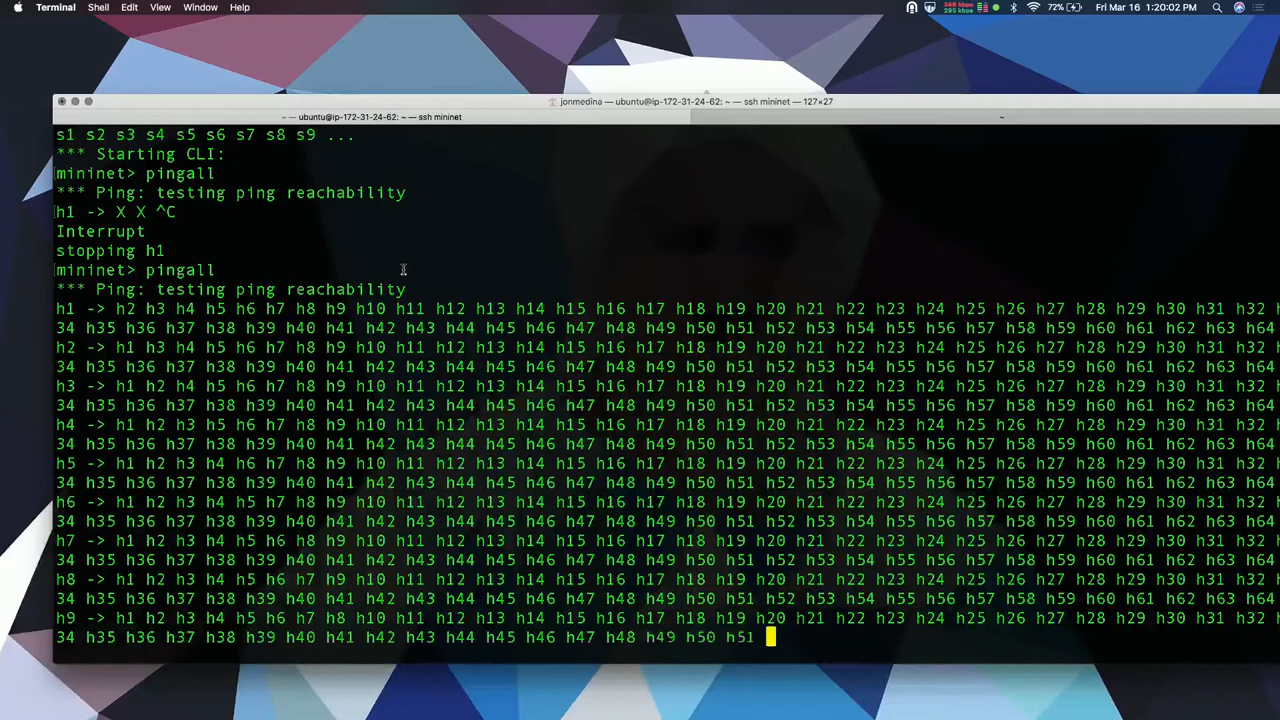 Terminal Shell Edit View Window Help 72% Fri Mar 16 1:20:02 PM
jonmedina — ubuntu@ip-172-31-24-62: ~ — ssh mininet — 127×27
~ — ubuntu@ip-172-31-24-62: ~ — ssh mininet ~
s1 s2 s3 s4 s5 s6 s7 s8 s9 ...
*** Starting CLI:
mininet> pingall
*** Ping: testing ping reachability
h1 -> X X ^C
Interrupt
stopping h1
mininet> pingall
*** Ping: testing ping reachability
h1 -> h2 h3 h4 h5 h6 h7 h8 h9 h10 h11 h12 h13 h14 h15 h16 h17 h18 h19 h20 h21 h22 h23 h24 h25 h26 h27 h28 h29 h30 h31 h32
34 h35 h36 h37 h38 h39 h40 h41 h42 h43 h44 h45 h46 h47 h48 h49 h50 h51 h52 h53 h54 h55 h56 h57 h58 h59 h60 h61 h62 h63 h64
h2 -> h1 h3 h4 h5 h6 h7 h8 h9 h10 h11 h12 h13 h14 h15 h16 h17 h18 h19 h20 h21 h22 h23 h24 h25 h26 h27 h28 h29 h30 h31 h32
34 h35 h36 h37 h38 h39 h40 h41 h42 h43 h44 h45 h46 h47 h48 h49 h50 h51 h52 h53 h54 h55 h56 h57 h58 h59 h60 h61 h62 h63 h64
h3 -> h1 h2 h4 h5 h6 h7 h8 h9 h10 h11 h12 h13 h14 h15 h16 h17 h18 h19 h20 h21 h22 h23 h24 h25 h26 h27 h28 h29 h30 h31 h32
34 h35 h36 h37 h38 h39 h40 h41 h42 h43 h44 h45 h46 h47 h48 h49 h50 h51 h52 h53 h54 h55 h56 h57 h58 h59 h60 h61 h62 h63 h64
h4 -> h1 h2 h3 h5 h6 h7 h8 h9 h10 h11 h12 h13 h14 h15 h16 h17 h18 h19 h20 h21 h22 h23 h24 h25 h26 h27 h28 h29 h30 h31 h32
34 h35 h36 h37 h38 h39 h40 h41 h42 h43 h44 h45 h46 h47 h48 h49 h50 h51 h52 h53 h54 h55 h56 h57 h58 h59 h60 h61 h62 h63 h64
h5 -> h1 h2 h3 h4 h6 h7 h8 h9 h10 h11 h12 h13 h14 h15 h16 h17 h18 h19 h20 h21 h22 h23 h24 h25 h26 h27 h28 h29 h30 h31 h32
34 h35 h36 h37 h38 h39 h40 h41 h42 h43 h44 h45 h46 h47 h48 h49 h50 h51 h52 h53 h54 h55 h56 h57 h58 h59 h60 h61 h62 h63 h64
h6 -> h1 h2 h3 h4 h5 h7 h8 h9 h10 h11 h12 h13 h14 h15 h16 h17 h18 h19 h20 h21 h22 h23 h24 h25 h26 h27 h28 h29 h30 h31 h32
34 h35 h36 h37 h38 h39 h40 h41 h42 h43 h44 h45 h46 h47 h48 h49 h50 h51 h52 h53 h54 h55 h56 h57 h58 h59 h60 h61 h62 h63 h64
h7 -> h1 h2 h3 h4 h5 h6 h8 h9 h10 h11 h12 h13 h14 h15 h16 h17 h18 h19 h20 h21 h22 h23 h24 h25 h26 h27 h28 h29 h30 h31 h32
34 h35 h36 h37 h38 h39 h40 h41 h42 h43 h44 h45 h46 h47 h48 h49 h50 h51 h52 h53 h54 h55 h56 h57 h58 h59 h60 h61 h62 h63 h64
h8 -> h1 h2 h3 h4 h5 h6 h7 h9 h10 h11 h12 h13 h14 h15 h16 h17 h18 h19 h20 h21 h22 h23 h24 h25 h26 h27 h28 h29 h30 h31 h32
34 h35 h36 h37 h38 h39 h40 h41 h42 h43 h44 h45 h46 h47 h48 h49 h50 h51 h52 h53 h54 h55 h56 h57 h58 h59 h60 h61 h62 h63 h64
h9 -> h1 h2 h3 h4 h5 h6 h7 h8 h10 h11 h12 h13 h14 h15 h16 h17 h18 h19 h20 h21 h22 h23 h24 h25 h26 h27 h28 h29 h30 h31 h32
34 h35 h36 h37 h38 h39 h40 h41 h42 h43 h44 h45 h46 h47 h48 h49 h50 h51